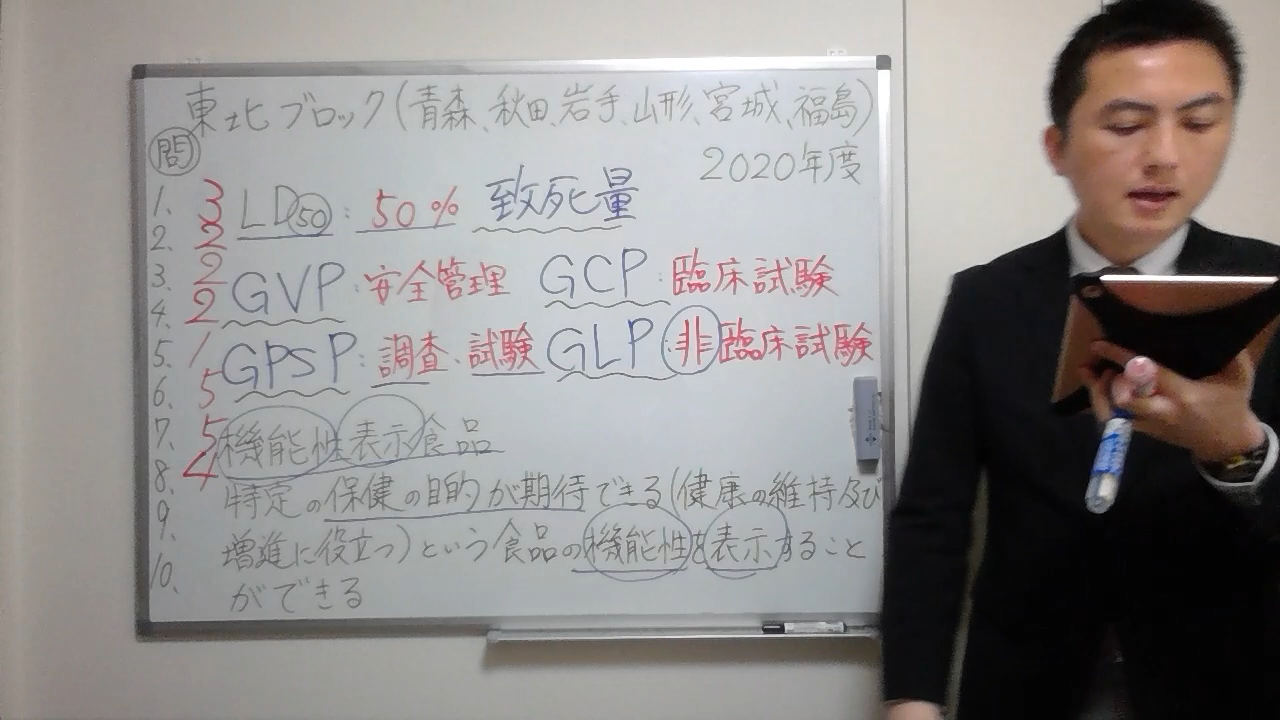 東北ブロック(青森、秋田、岩手、山形、宮城、福島)
2020年度
問
1. 3
2. 2
3. 2
4. 2
5. 1
6. 5
7. 5
8. 4
9.
10.
LD50:50% 致死量
GVP:安全管理 GCP:臨床試験
GPSP:調査、試験 GLP:非臨床試験
機能性表示食品
特定の保健の目的が期待できる(健康の維持及び
増進に役立つ)という食品の機能性を表示すること
ができる